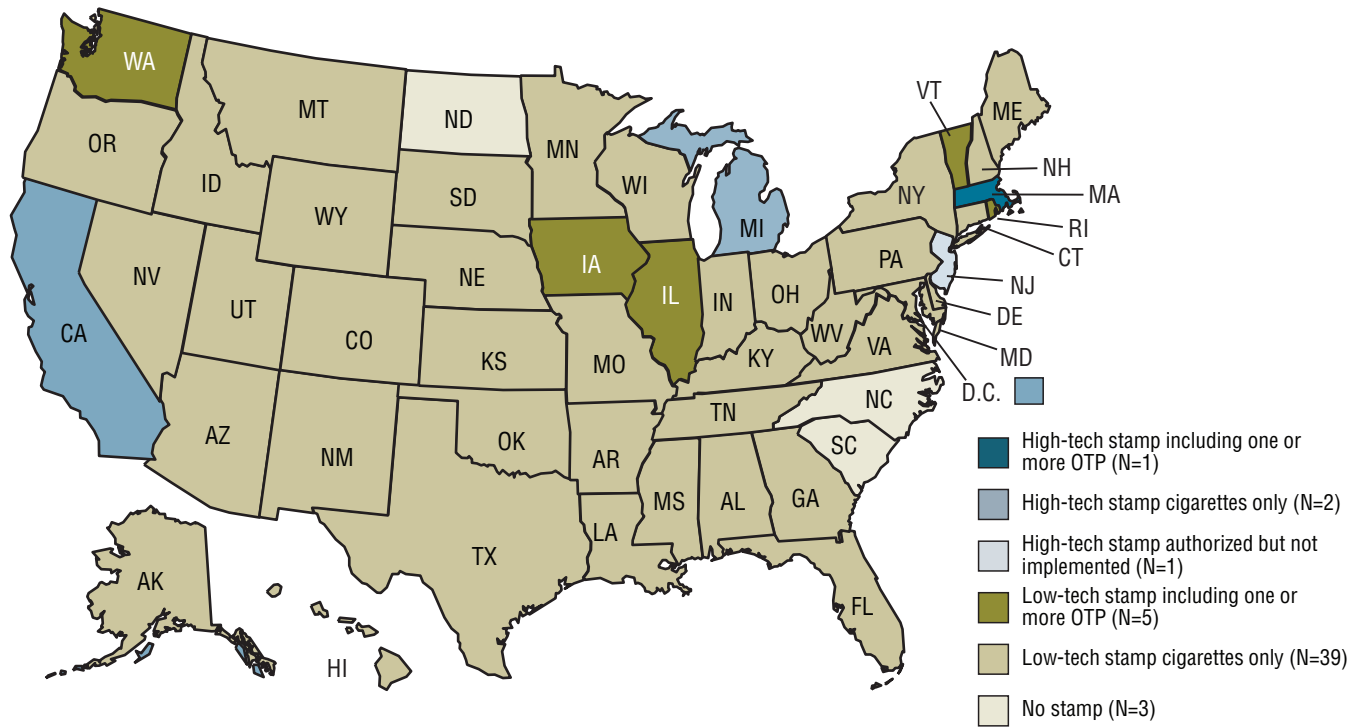 WA
MT
ND
VT
ME
OR
MN
ID
WI
NH
SD
NY
MA
WY
MI
RI
CT
IA
PA
NE
NJ
NV
IL
IN
OH
UT
DE
CA
CO
WV
KS
MO
KY
VA
MD
D.C.
NC
TN
AZ
OK
NM
AR
SC
MS
AL
GA
LA
TX
AK
FL
HI
High-tech stamp including one or
more OTP (N=1)
High-tech stamp cigarettes only (N=2)
High-tech stamp authorized but not
implemented (N=1)
Low-tech stamp including one or
more OTP (N=5)
Low-tech stamp cigarettes only (N=39)
No stamp (N=3)